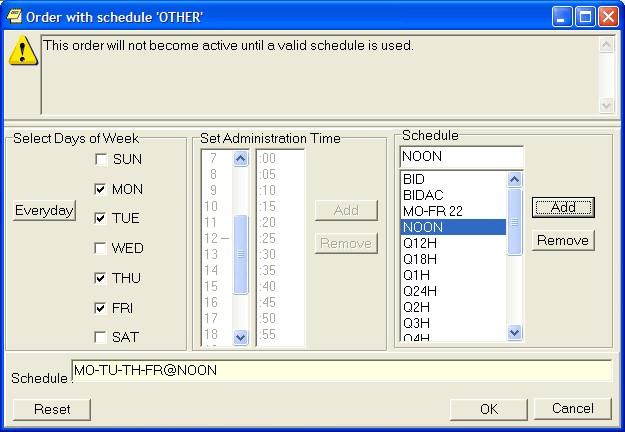 Order with schedule 'OTHER'
This order will not become active until a valid schedule is used.
Select Days of Week
SUN
MON
Everyday
TUE
WED
THU
FRI
SAT
Set Administration Time
7 :00
8 :05
9 :10
10 :15
11 :20
12 – :25
13 :30
14 :35
15 :40
16 :45
17 :50
18 :55
Add
Remove
Schedule
NOON
BID
BIDAC
MO-FR 22
NOON
Q12H
Q18H
Q1H
Q24H
Q2H
Q3H
Q4H
Add
Remove
Schedule MO-TU-TH-FR@NOON
Reset
OK
Cancel